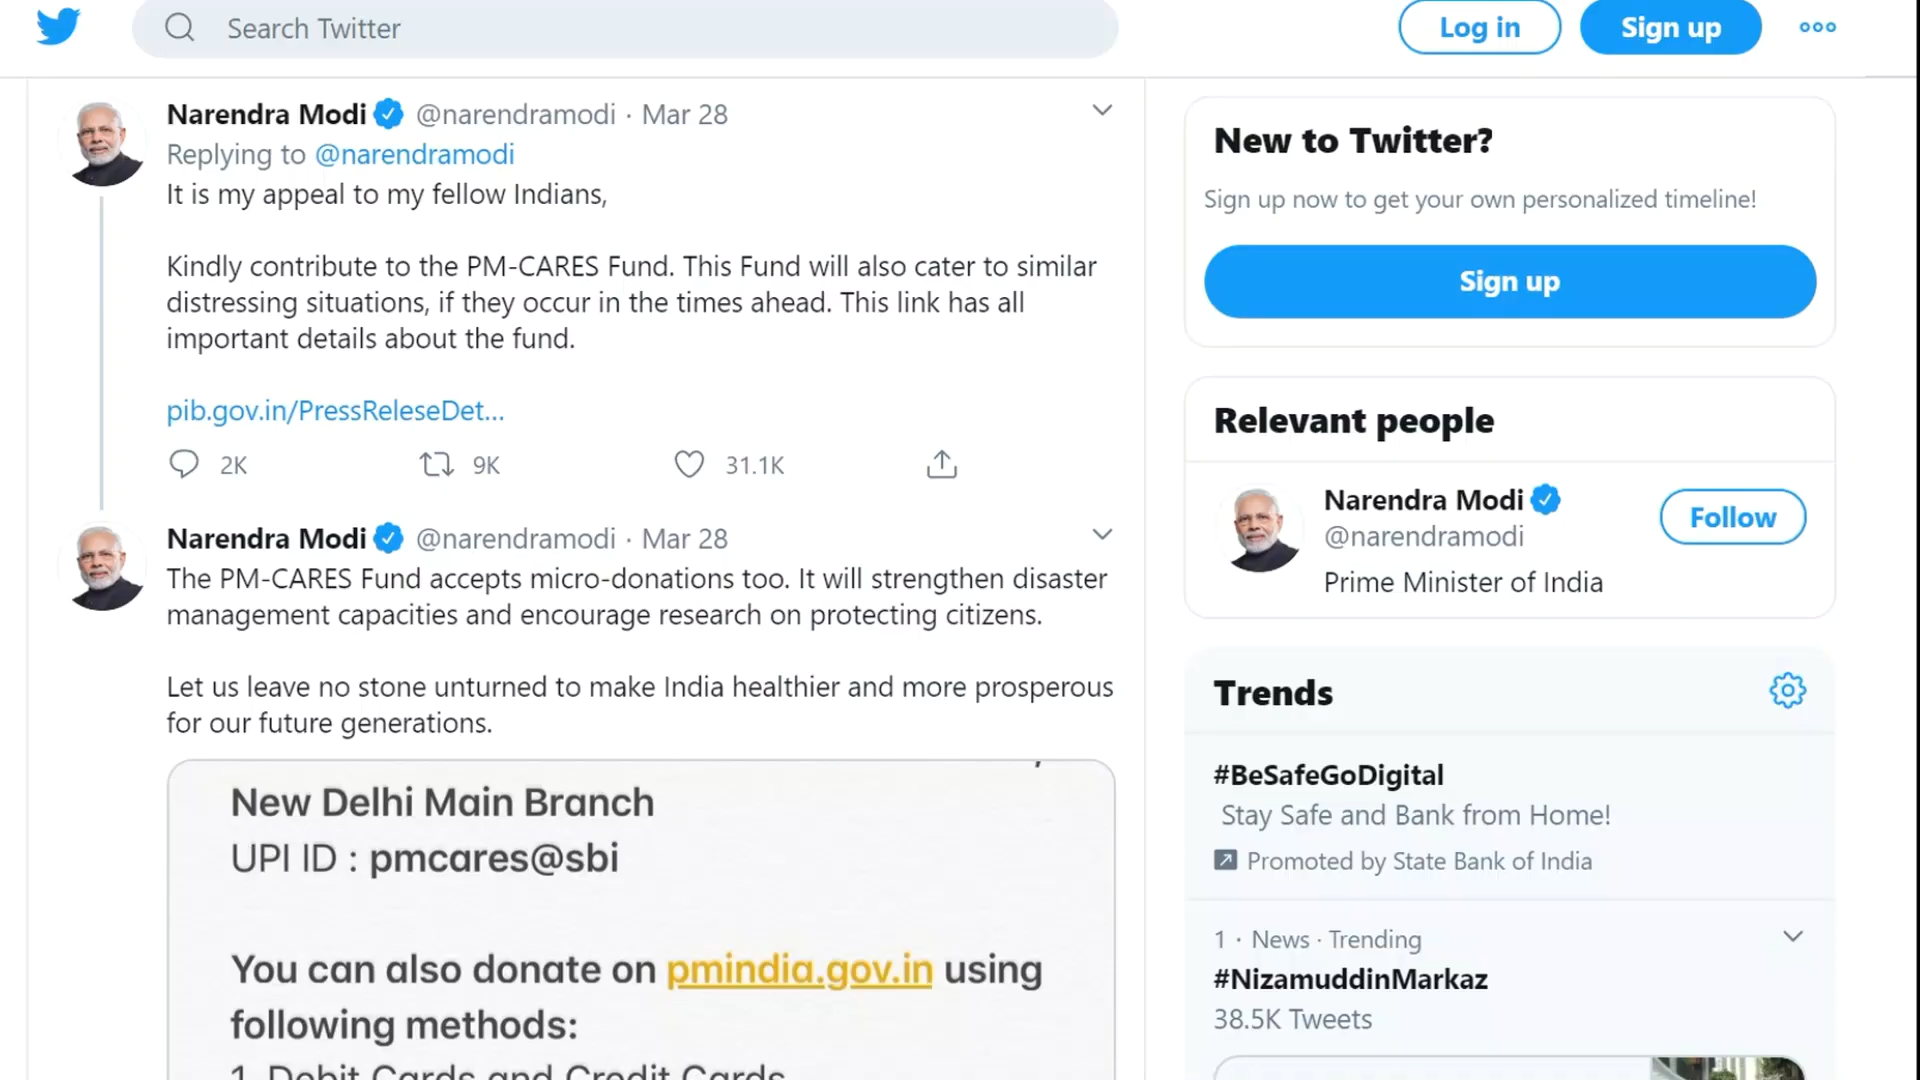 Search Twitter
Log in
Sign up
Narendra Modi @narendramodi · Mar 28
Replying to @narendramodi
It is my appeal to my fellow Indians,
Kindly contribute to the PM-CARES Fund. This Fund will also cater to similar
distressing situations, if they occur in the times ahead. This link has all
important details about the fund.
pib.gov.in/PressReleseDet...
2K 9K 31.1K
Narendra Modi @narendramodi · Mar 28
The PM-CARES Fund accepts micro-donations too. It will strengthen disaster
management capacities and encourage research on protecting citizens.
Let us leave no stone unturned to make India healthier and more prosperous
for our future generations.
New Delhi Main Branch
UPI ID : pmcares@sbi
You can also donate on pmindia.gov.in using
following methods:
1. Debit Cards and Credit Cards
New to Twitter?
Sign up now to get your own personalized timeline!
Sign up
Relevant people
Narendra Modi
@narendramodi
Follow
Prime Minister of India
Trends
#BeSafeGoDigital
Stay Safe and Bank from Home!
Promoted by State Bank of India
1 · News · Trending
#NizamuddinMarkaz
38.5K Tweets